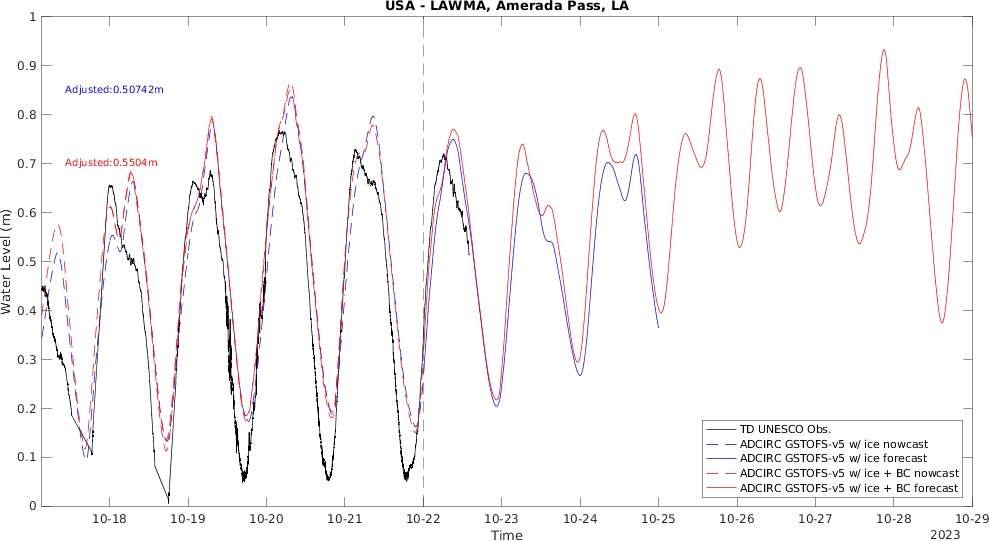 USA - LAWMA, Amerada Pass, LA
1
0.9
0.8
0.7
0.6
0.5
0.4
0.3
0.2
0.1
0
Water Level (m)
Adjusted:0.50742m
Adjusted:0.5504m
TD UNESCO Obs.
ADCIRC GSTOFS-v5 w/ ice nowcast
ADCIRC GSTOFS-v5 w/ ice forecast
ADCIRC GSTOFS-v5 w/ ice + BC nowcast
ADCIRC GSTOFS-v5 w/ ice + BC forecast
10-18 10-19 10-20 10-21 10-22 10-23 10-24 10-25 10-26 10-27 10-28 10-29
Time
2023